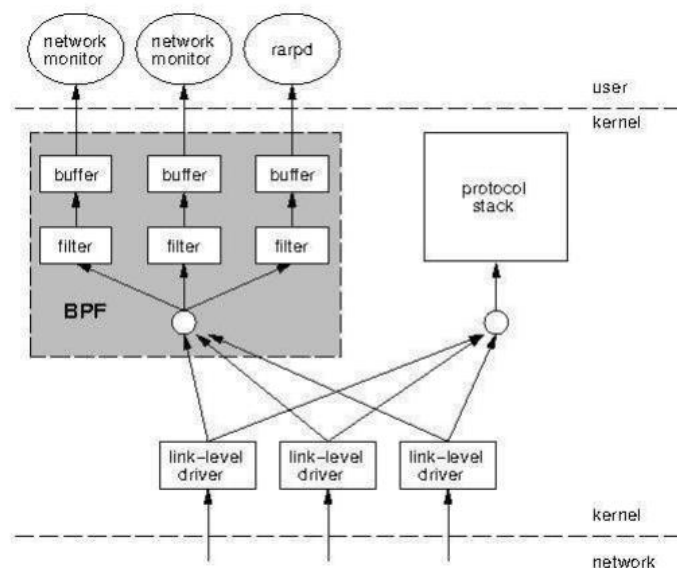 network
monitor
network
monitor
rarpd
user
kernel
buffer
buffer
buffer
protocol
stack
filter
filter
filter
BPF
link-level
driver
link-level
driver
link-level
driver
kernel
network